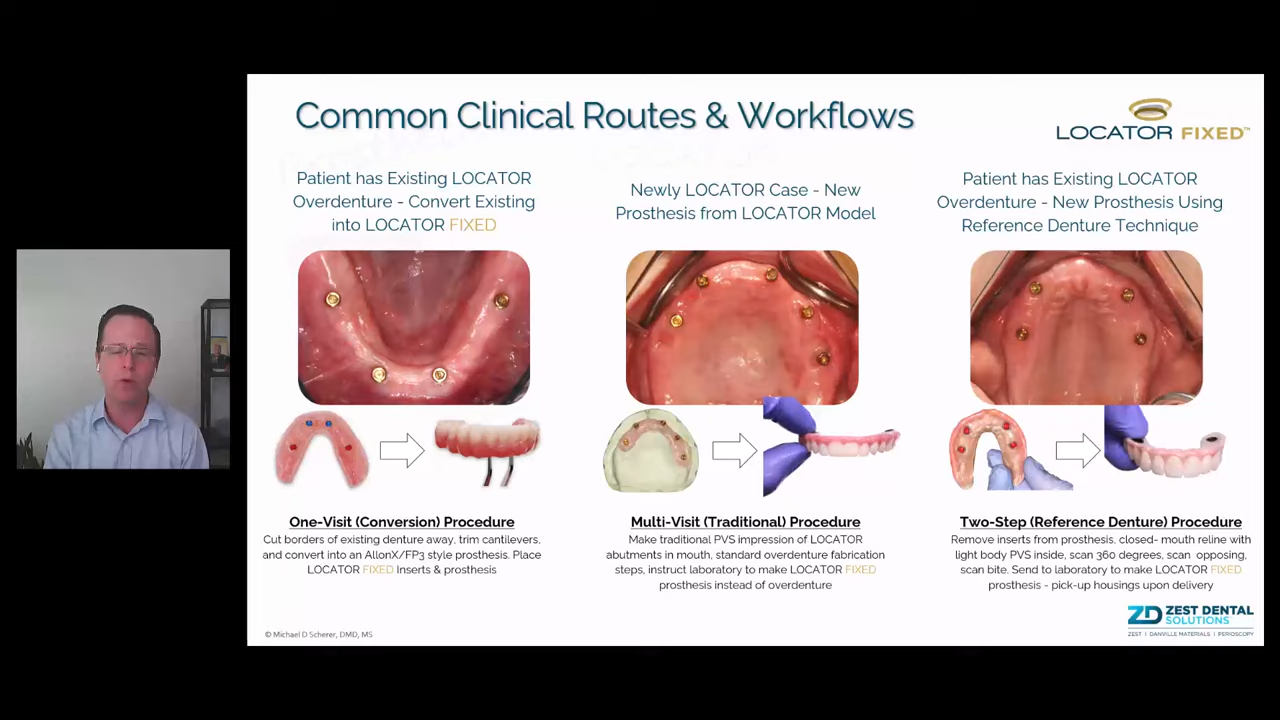 Common Clinical Routes & Workflows
LOCATOR FIXED™
Patient has Existing LOCATOR
Overdenture - Convert Existing
into LOCATOR FIXED
Newly LOCATOR Case - New
Prosthesis from LOCATOR Model
Patient has Existing LOCATOR
Overdenture - New Prosthesis Using
Reference Denture Technique
One-Visit (Conversion) Procedure
Cut borders of existing denture away, trim cantilevers,
and convert into an AllonX/FP3 style prosthesis. Place
LOCATOR FIXED Inserts & prosthesis
Multi-Visit (Traditional) Procedure
Make traditional PVS impression of LOCATOR
abutments in mouth, standard overdenture fabrication
steps, instruct laboratory to make LOCATOR FIXED
prosthesis instead of overdenture
Two-Step (Reference Denture) Procedure
Remove inserts from prosthesis, closed- mouth reline with
light body PVS inside, scan 360 degrees, scan opposing,
scan bite. Send to laboratory to make LOCATOR FIXED
prosthesis - pick-up housings upon delivery
© Michael D Scherer, DMD, MS
ZD ZEST DENTAL
SOLUTIONS
ZEST | DANVILLE MATERIALS | PERIOSCOPY